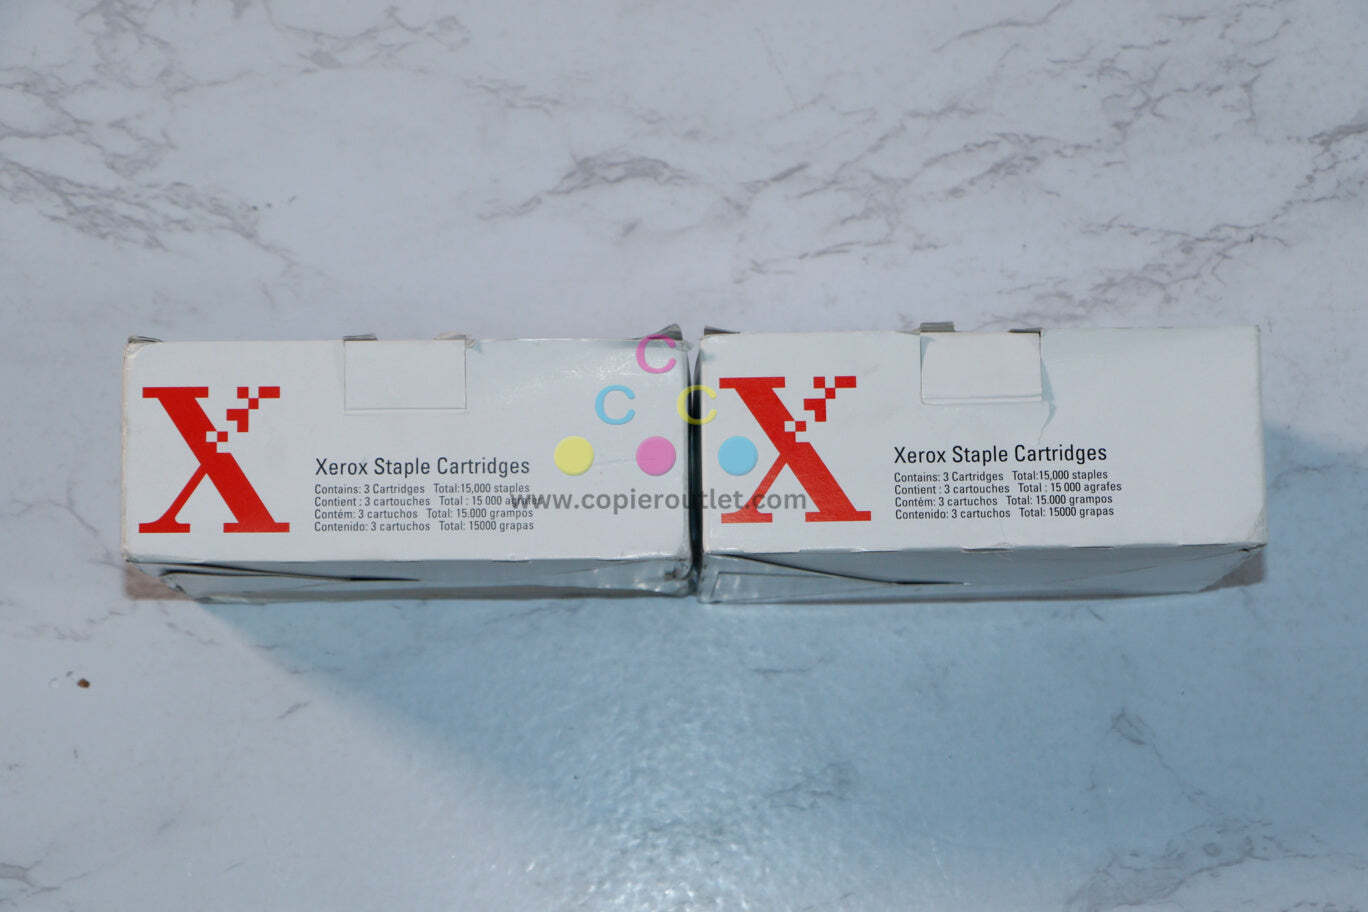 Xerox Staple Cartridges
Contains: 3 Cartridges Total:15,000 staples
Contient : 3 cartouches Total : 15 000 agrafes
Contém: 3 cartuchos Total: 15.000 grampos
Contenido: 3 cartuchos Total: 15000 grapas
X
Xerox Staple Cartridges
Contains: 3 Cartridges Total:15,000 staples
Contient : 3 cartouches Total : 15 000 agrafes
Contém: 3 cartuchos Total: 15.000 grampos
Contenido: 3 cartuchos Total: 15000 grapas
X
C
C C
www.copieroutlet.com